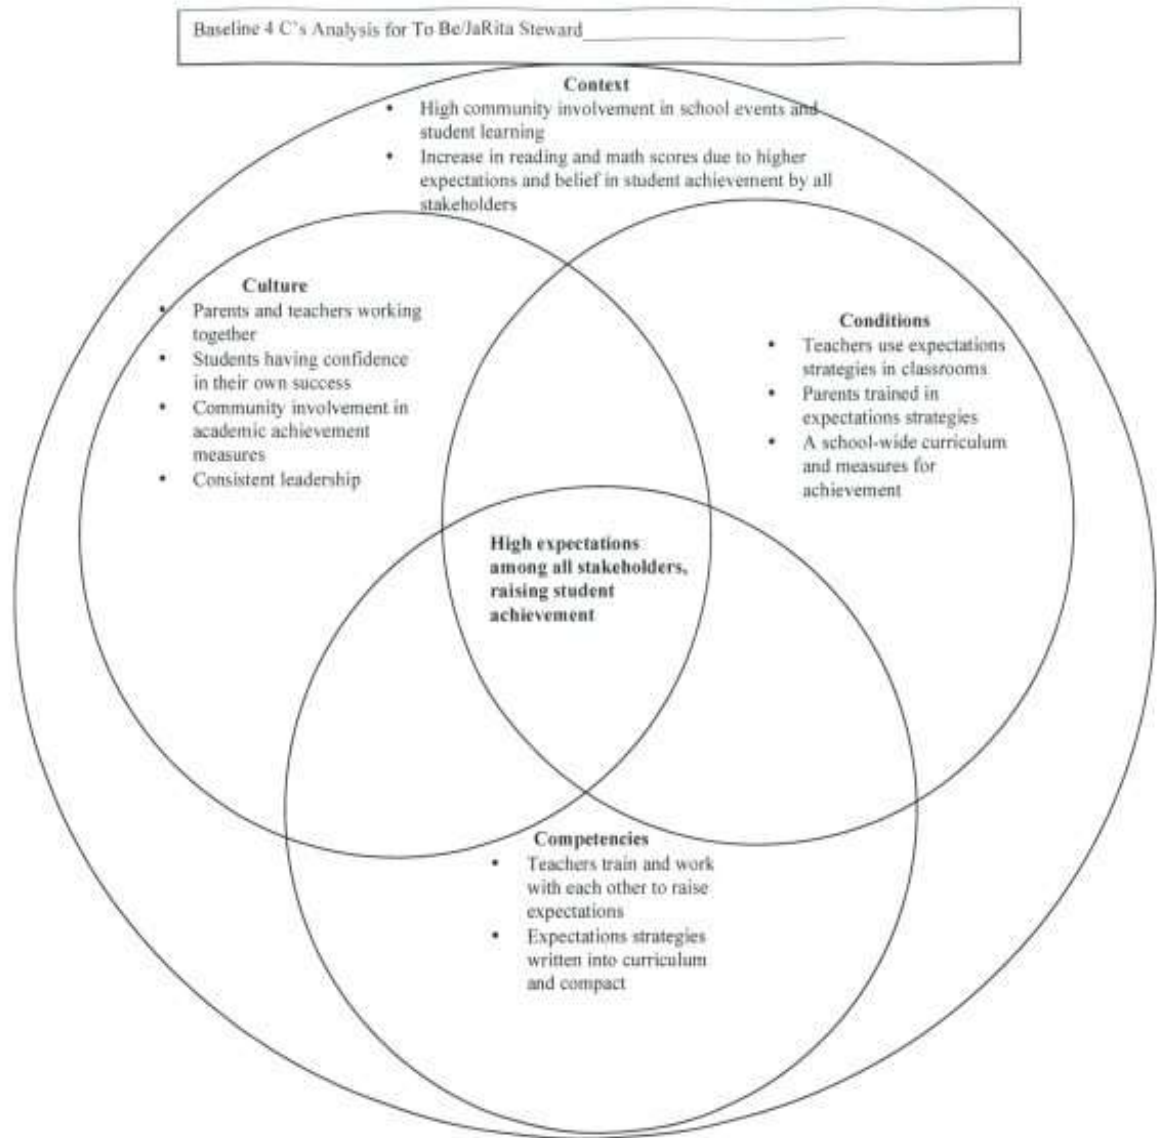 Baseline 4 C's Analysis for To Be/JaRita Steward
Context
• High community involvement in school events and
student learning
• Increase in reading and math scores due to higher
expectations and belief in student achievement by all
stakeholders
Culture
• Parents and teachers working
together
• Students having confidence
in their own success
• Community involvement in
academic achievement
measures
• Consistent leadership
Conditions
• Teachers use expectations
strategies in classrooms
• Parents trained in
expectations strategies
• A school-wide curriculum
and measures for
achievement
High expectations
among all stakeholders,
raising student
achievement
Competencies
• Teachers train and work
with each other to raise
expectations
• Expectations strategies
written into curriculum
and compact